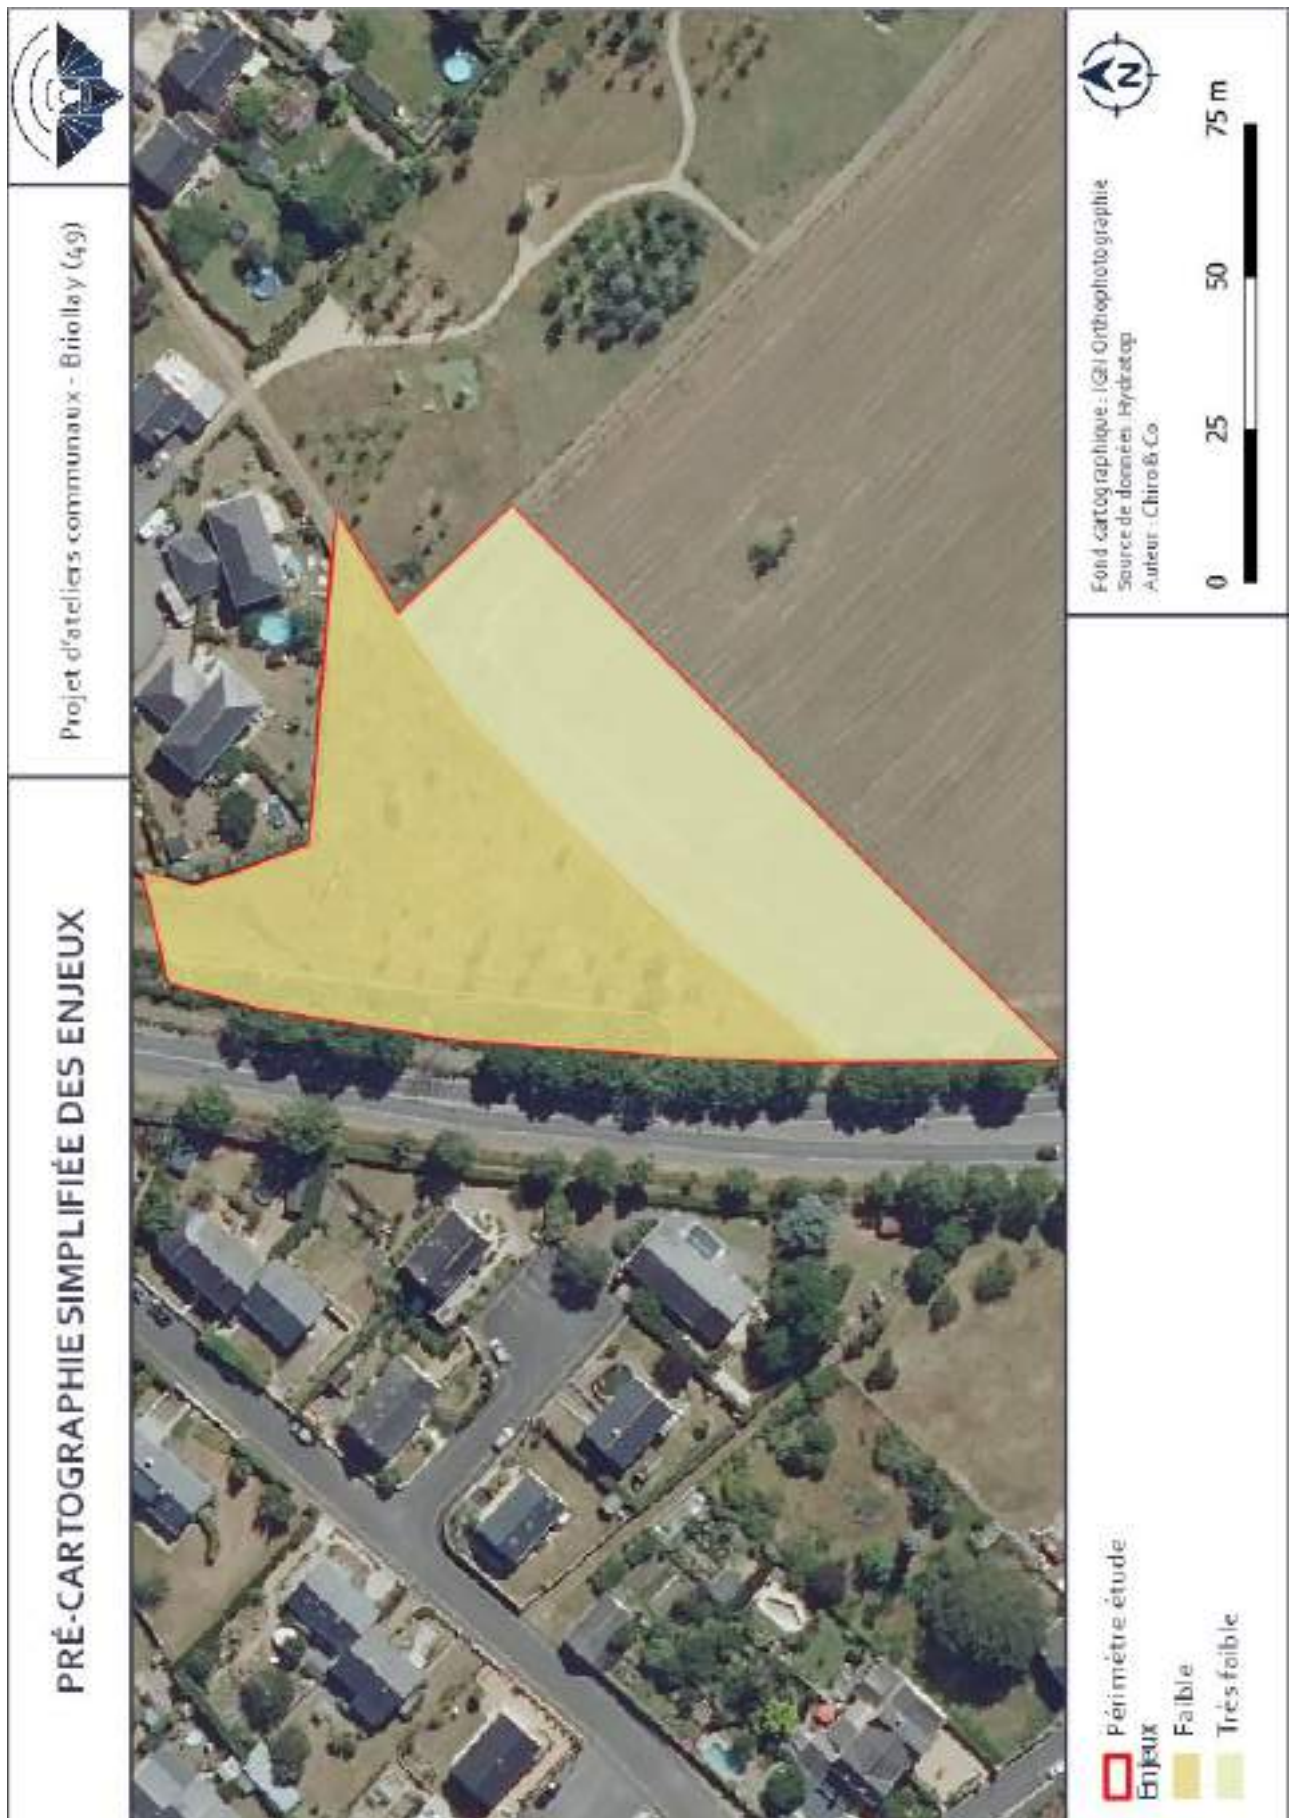 PRÉ-CARTOGRAPHIE SIMPLIFIÉE DES ENJEUX
Projet d'ateliers communaux - Briollay (49)
Périmètre étude
Enjeux
Faible
Très faible
Fond cartographique : IGN Orthophotographie
Source de données : Hydratop
Auteur : Chiro & Co
N
0 25 50 75 m